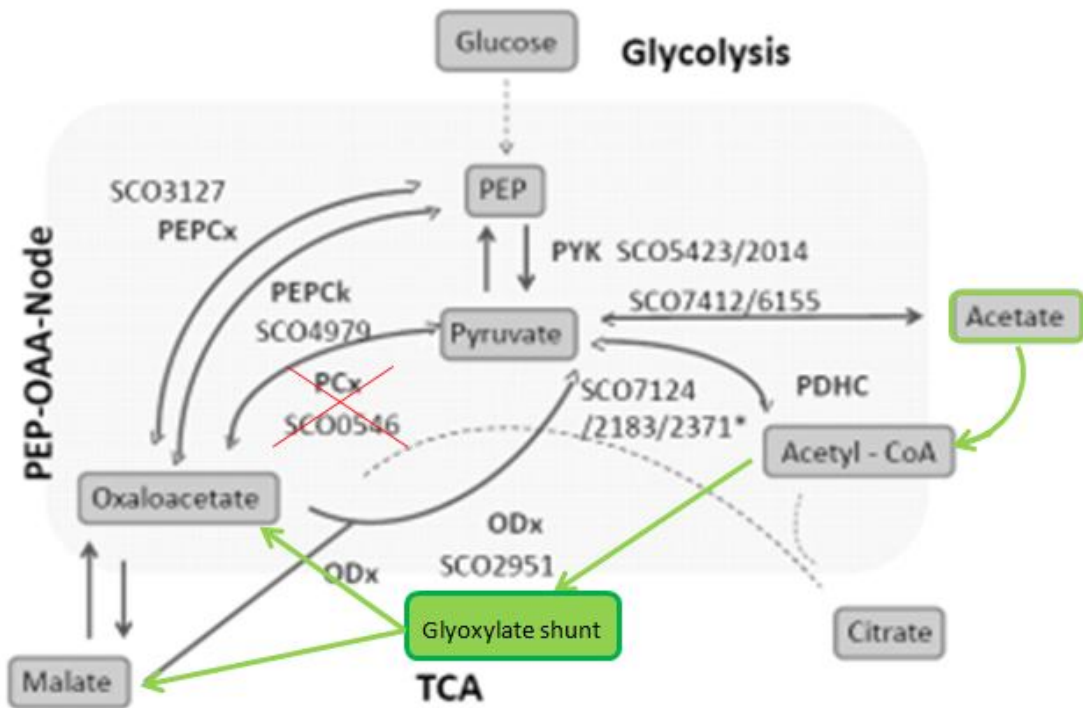 Glucose
Glycolysis
SCO3127
PEPCx
PEP
PYK SCO5423/2014
PEPCk
SCO4979
SCO7412/6155
Pyruvate
Acetate
PCx
SCO0546
SCO7124
/2183/2371*
PDHC
Acetyl - CoA
PEP-OAA-Node
Oxaloacetate
ODx
SCO2951
ODx
Glyoxylate shunt
Citrate
Malate
TCA